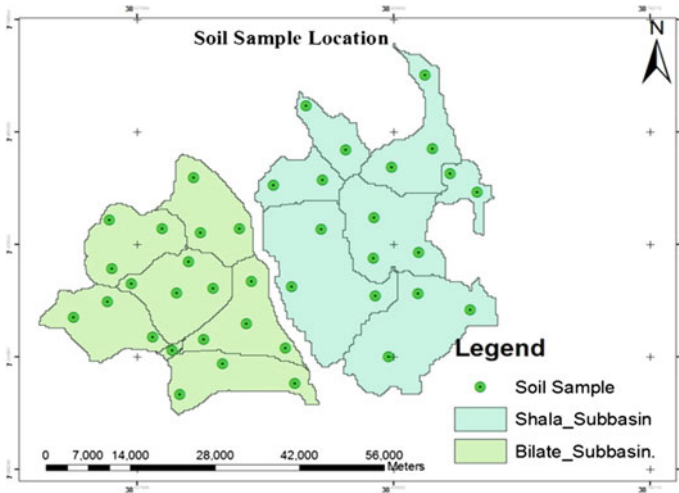 Soil Sample Location
N
Legend
Soil Sample
Shala_Subbasin
Bilate_Subbasin.
0 7,000 14,000 28,000 42,000 56,000
Meters